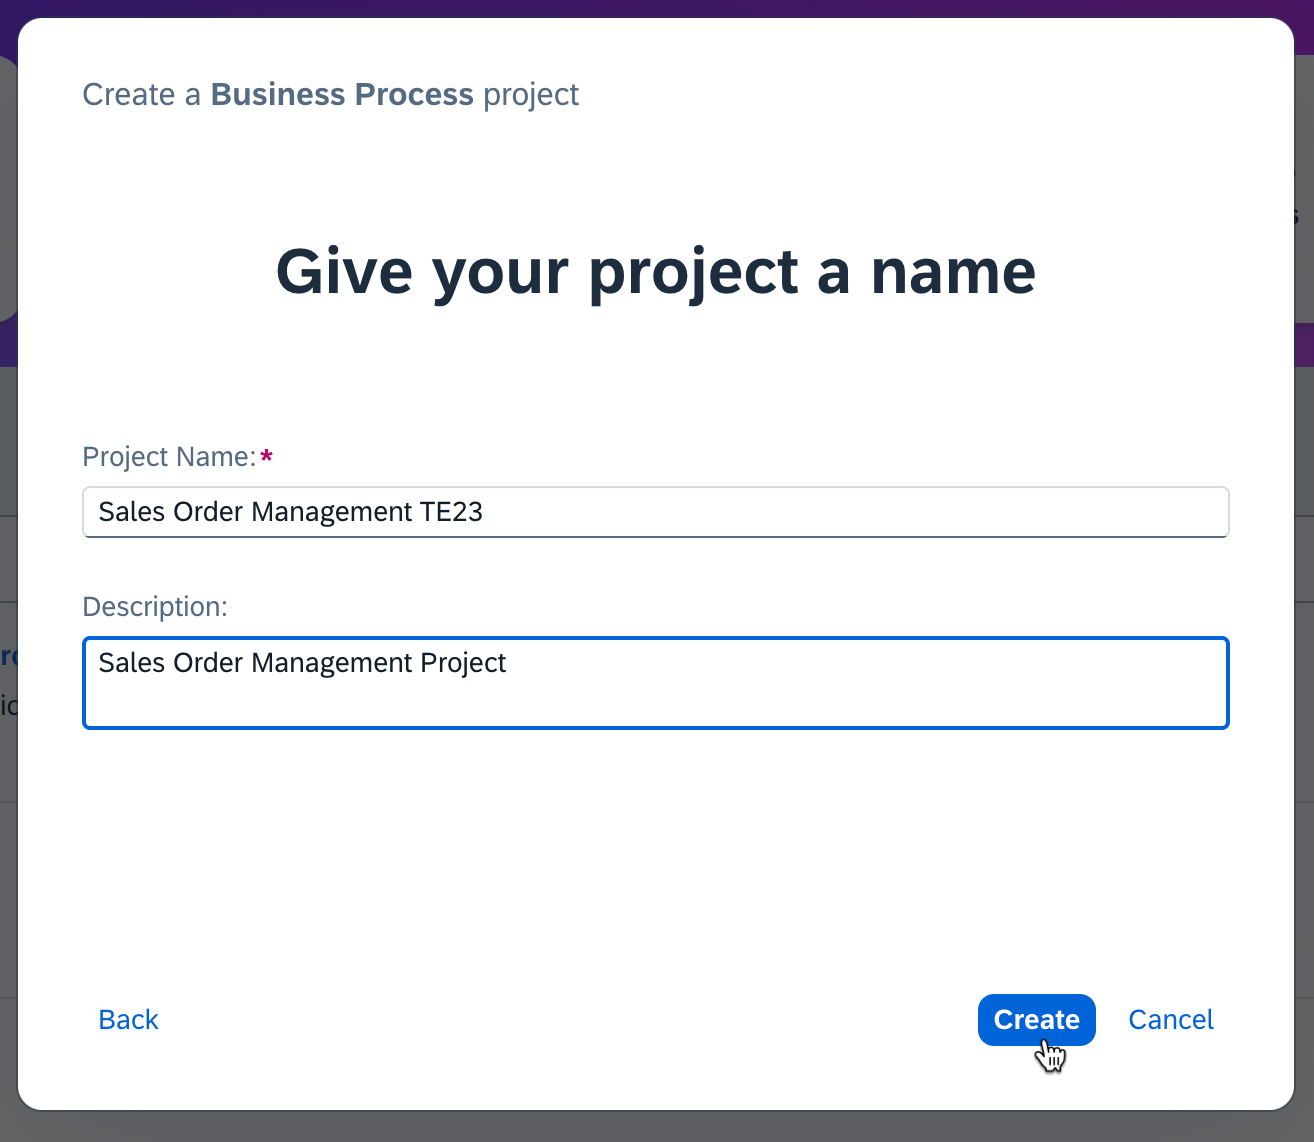 Create a Business Process project
Give your project a name
Project Name:*
Sales Order Management TE23
Description:
Sales Order Management Project
Back
Create
Cancel